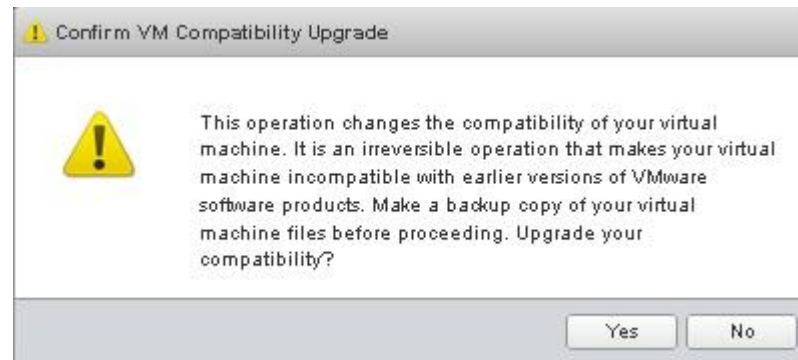 Confirm VM Compatibility Upgrade
This operation changes the compatibility of your virtual
machine. It is an irreversible operation that makes your virtual
machine incompatible with earlier versions of VMware
software products. Make a backup copy of your virtual
machine files before proceeding. Upgrade your
compatibility?
Yes
No